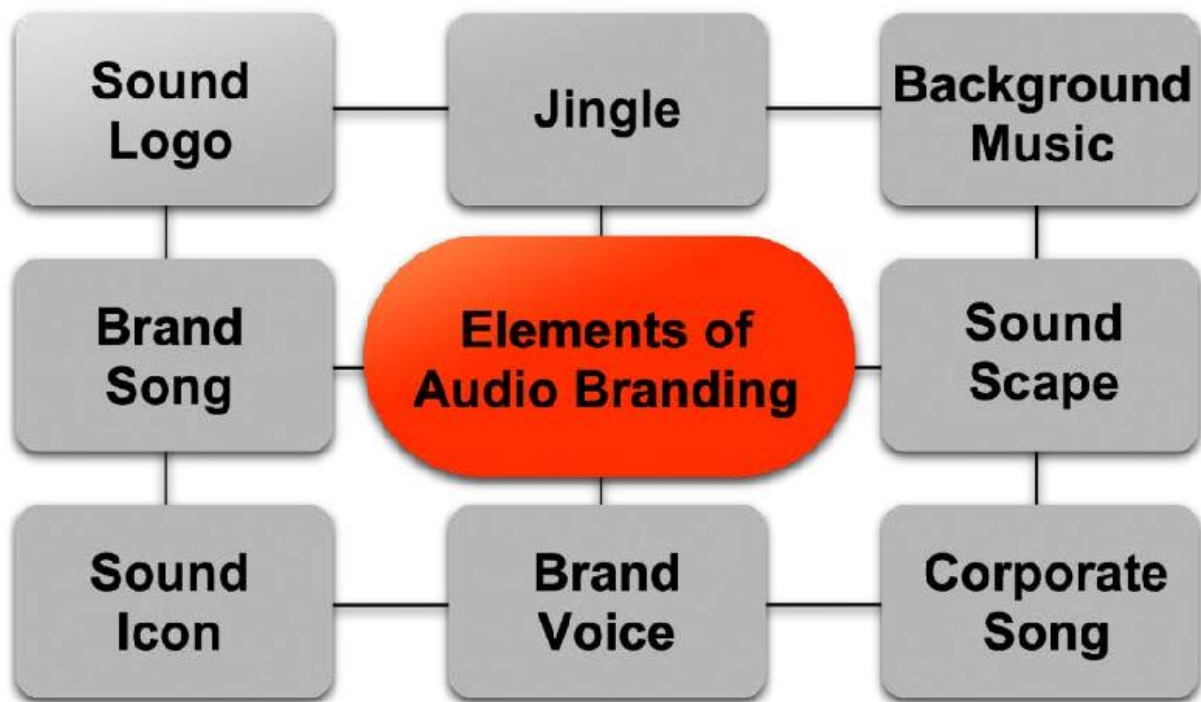 Sound
Logo
Jingle
Background
Music
Brand
Song
Elements of
Audio Branding
Sound
Scape
Sound
Icon
Brand
Voice
Corporate
Song